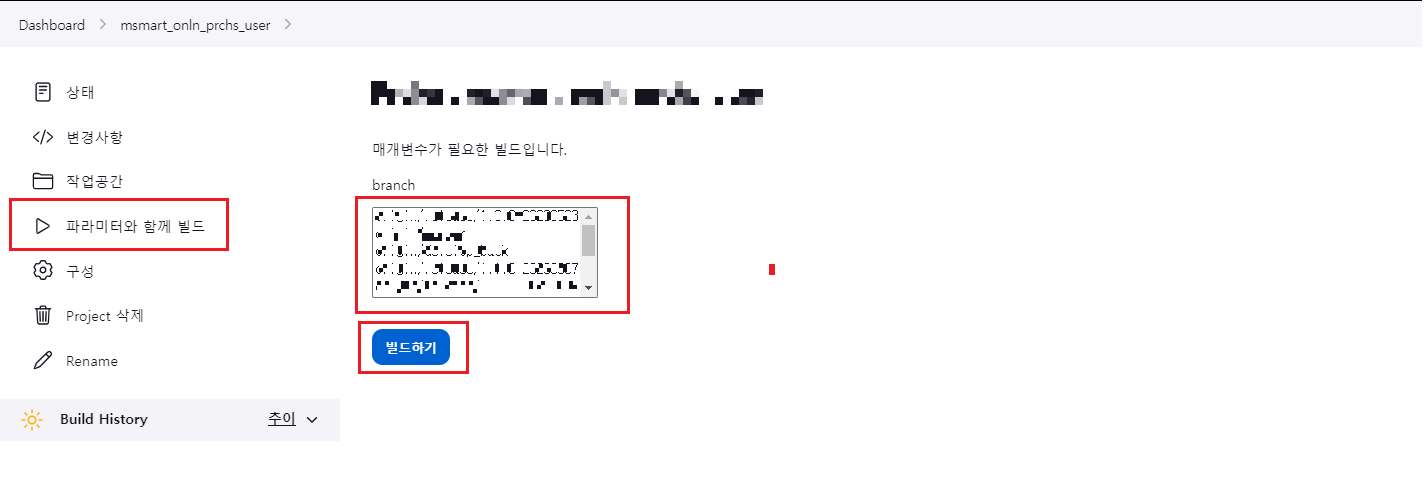 Dashboard
msmart_onln_prchs_user
상태
변경사항
작업공간
파라미터와 함께 빌드
구성
Project 삭제
Rename
Build History
추이
매개변수가 필요한 빌드입니다.
branch
빌드하기